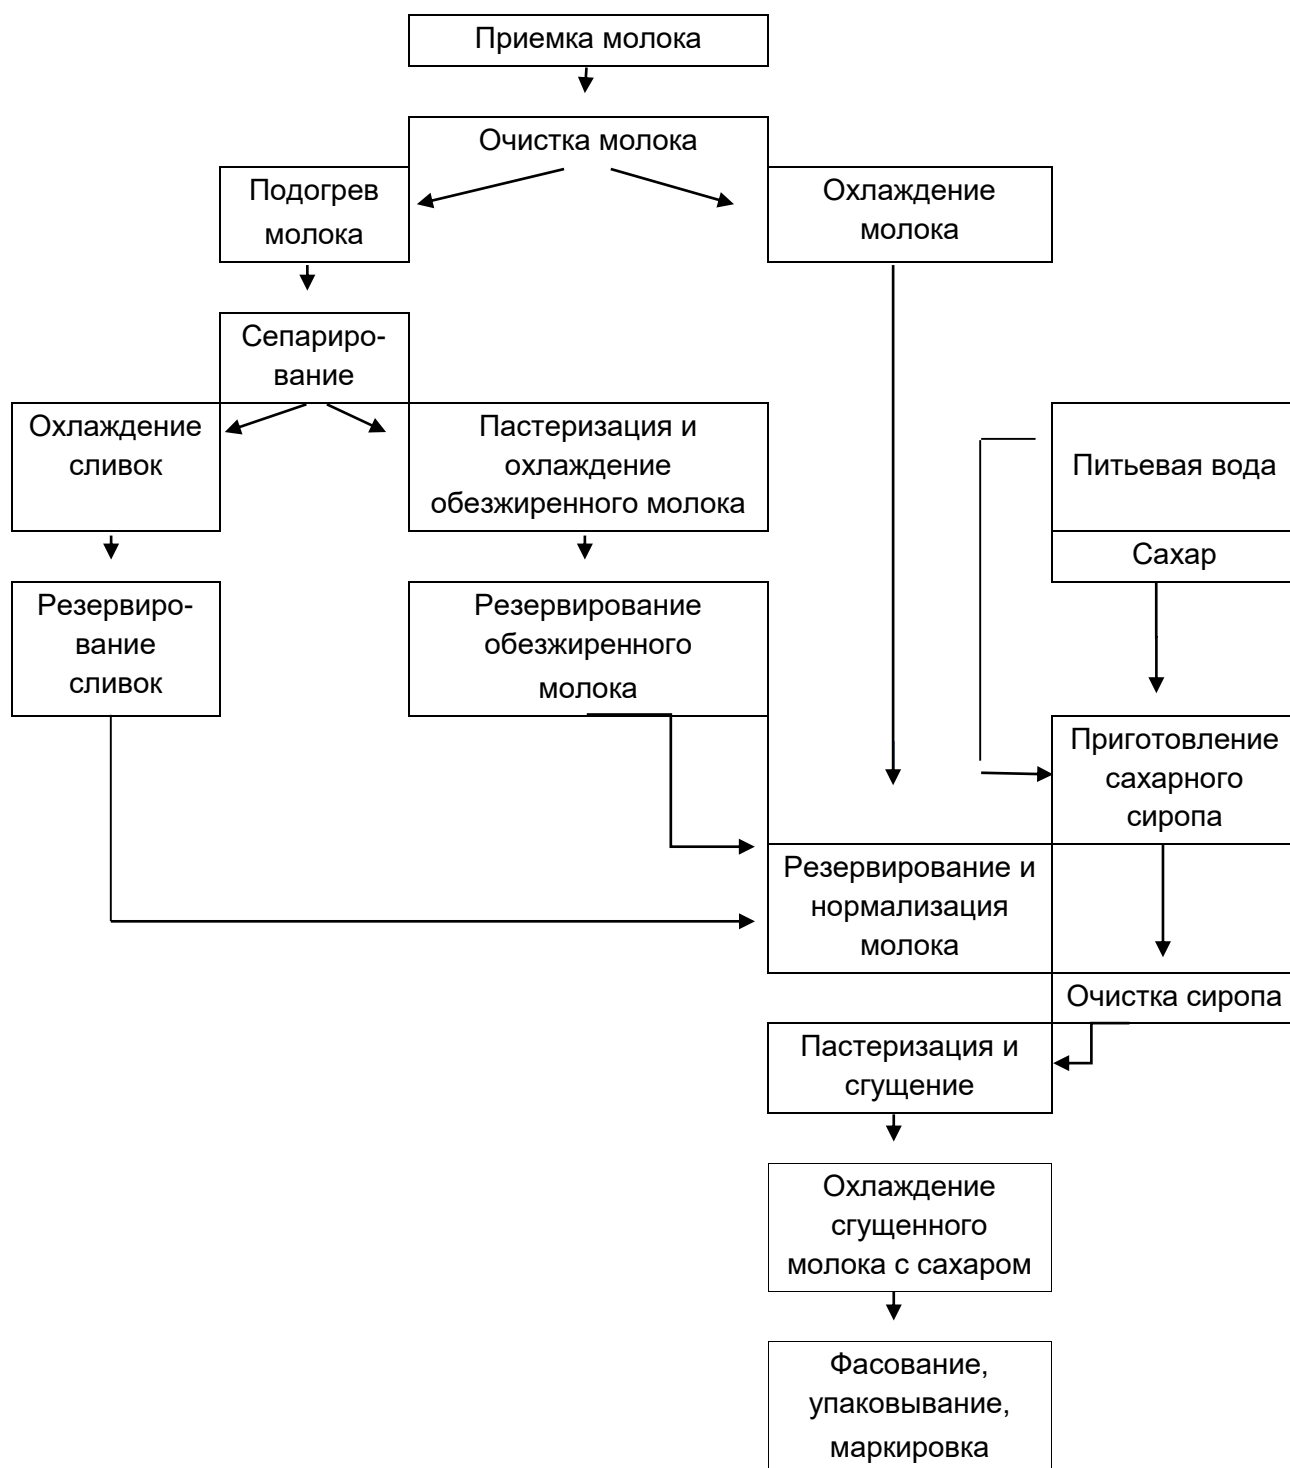 Приемка молока
Очистка молока
Подогрев
молока
Охлаждение
молока
Сепариро-
вание
Охлаждение
сливок
Пастеризация и
охлаждение
обезжиренного молока
Питьевая вода
Сахар
Резервиро-
вание
сливок
Резервирование
обезжиренного
молока
Приготовление
сахарного
сиропа
Резервирование и
нормализация
молока
Очистка сиропа
Пастеризация и
сгущение
Охлаждение
сгущенного
молока с сахаром
Фасование,
упаковывание,
маркировка